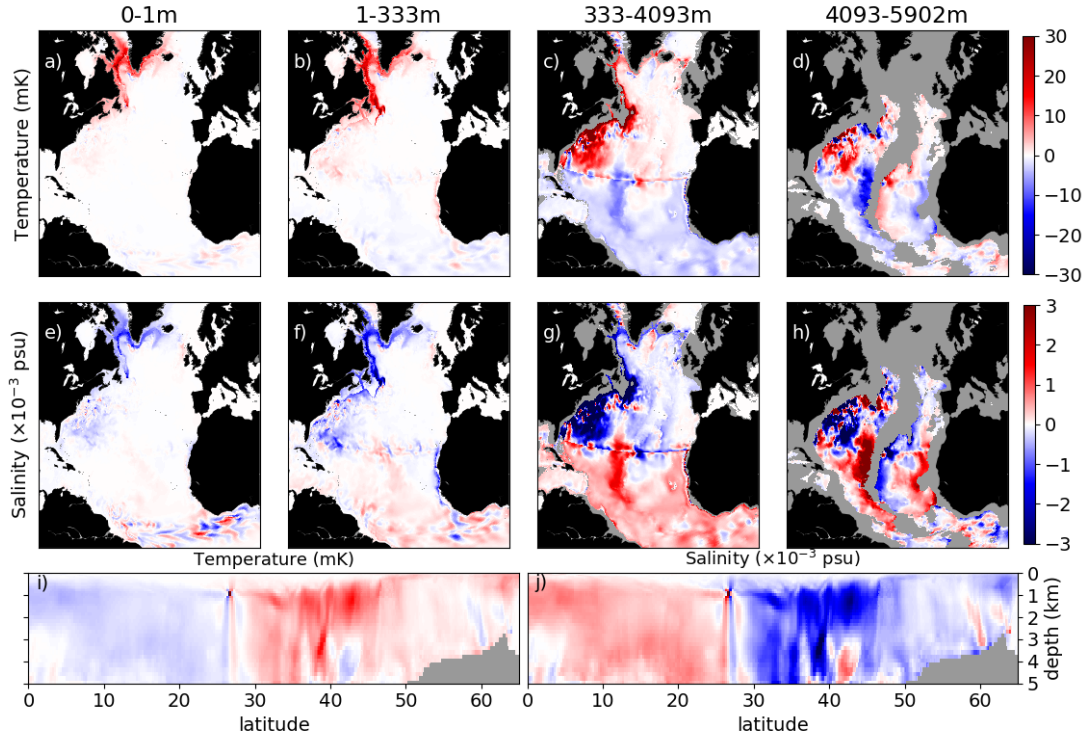 0-1m 1-333m 333-4093m 4093-5902m
Temperature (mK)
a) b) c) d)
30
20
10
0
−10
−20
−30
Salinity (×10⁻³ psu)
e) f) g) h)
3
2
1
0
−1
−2
−3
Temperature (mK) Salinity (×10⁻³ psu)
i) j)
0
1
2
3
4
5
depth (km)
0 10 20 30 40 50 60 0 10 20 30 40 50 60
latitude latitude